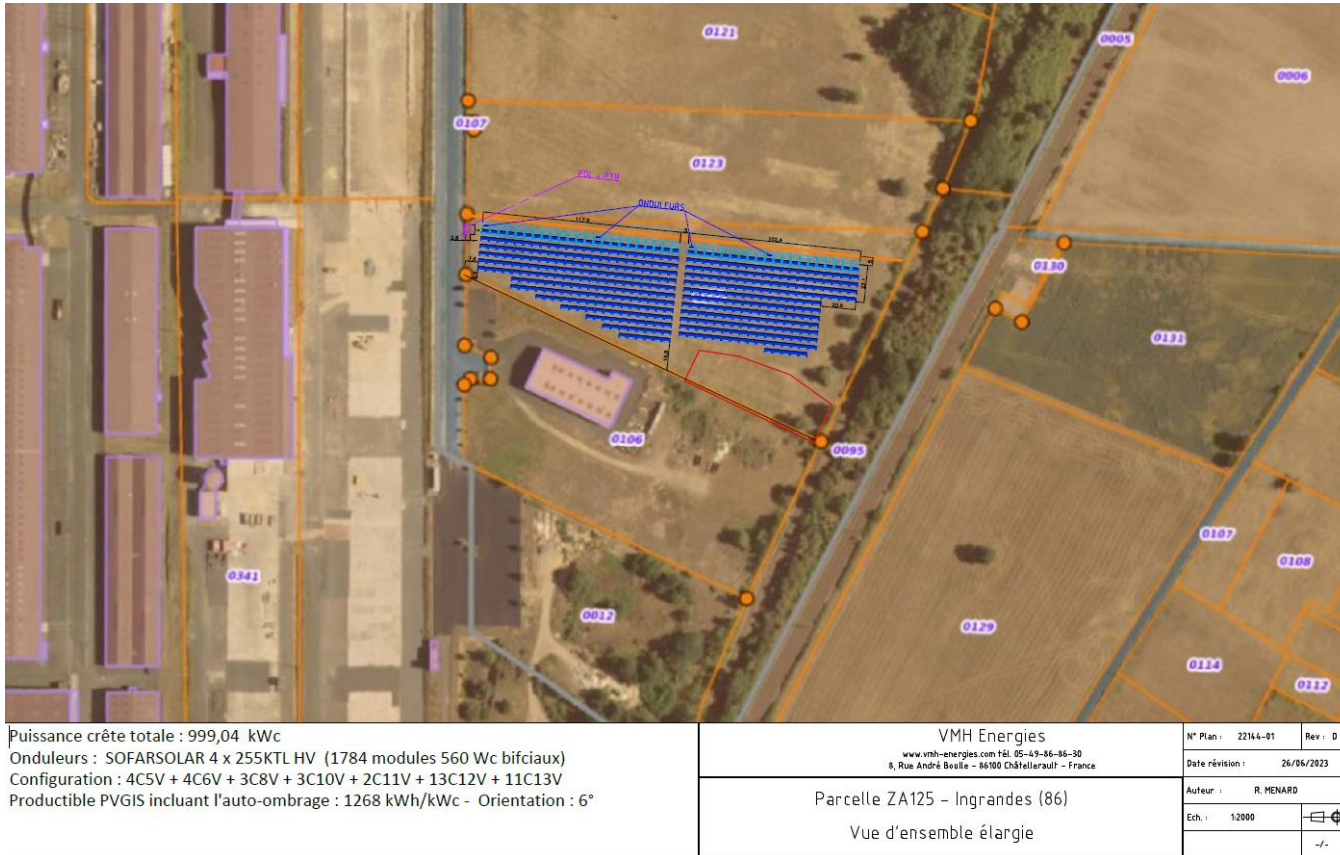 0121
0005
0006
0107
0123
PDL + PTR
ONDULEURS
117,9
102,4
0130
0131
0106
0095
0341
0012
0107
0108
0129
0114
0112
Puissance crête totale : 999,04 kWc
Onduleurs : SOFARSOLAR 4 x 255KTL HV (1784 modules 560 Wc bifciaux)
Configuration : 4C5V + 4C6V + 3C8V + 3C10V + 2C11V + 13C12V + 11C13V
Productible PVGIS incluant l'auto-ombrage : 1268 kWh/kWc - Orientation : 6°
VMH Energies
www.vmh-energies.com tél. 05-49-86-86-30
8, Rue André Boulle - 86100 Châtellerault - France
Parcelle ZA125 - Ingrandes (86)
Vue d'ensemble élargie
N° Plan : 22144-01 Rev : D
Date révision : 26/06/2023
Auteur : R. MENARD
Ech. : 1:2000
-/-